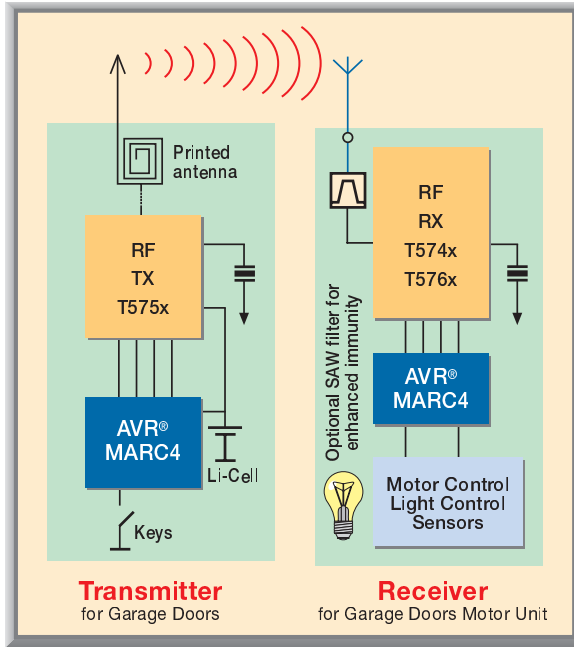 Printed
antenna
RF
TX
T575x
AVR®
MARC4
Li-Cell
Keys
Transmitter
for Garage Doors
RF
RX
T574x
T576x
Optional SAW filter for
enhanced immunity
AVR®
MARC4
Motor Control
Light Control
Sensors
Receiver
for Garage Doors Motor Unit